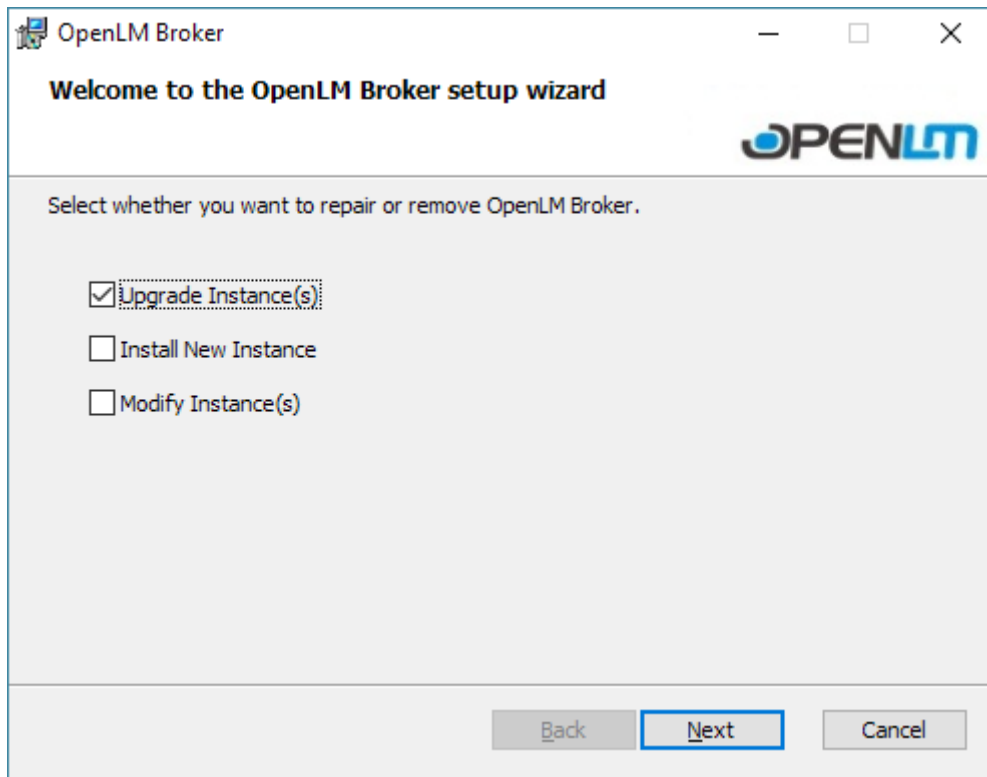 OpenLM Broker
Welcome to the OpenLM Broker setup wizard
OPENLM
Select whether you want to repair or remove OpenLM Broker.
Upgrade Instance(s)
Install New Instance
Modify Instance(s)
Back Next Cancel